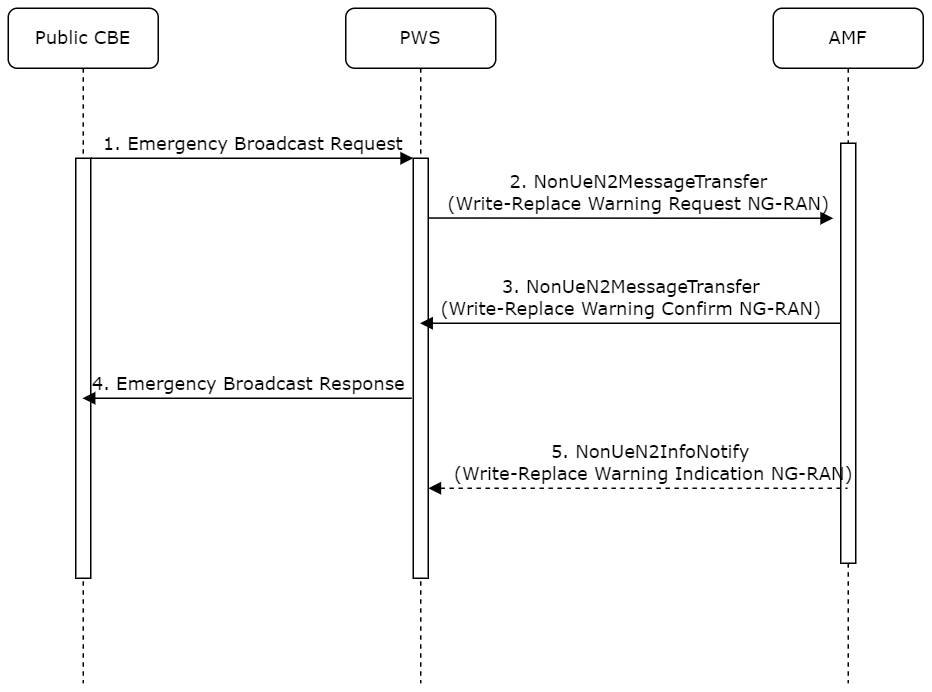 Public CBE
PWS
AMF
1. Emergency Broadcast Request
2. NonUeN2MessageTransfer
(Write-Replace Warning Request NG-RAN)
3. NonUeN2MessageTransfer
(Write-Replace Warning Confirm NG-RAN)
4. Emergency Broadcast Response
5. NonUeN2InfoNotify
(Write-Replace Warning Indication NG-RAN)